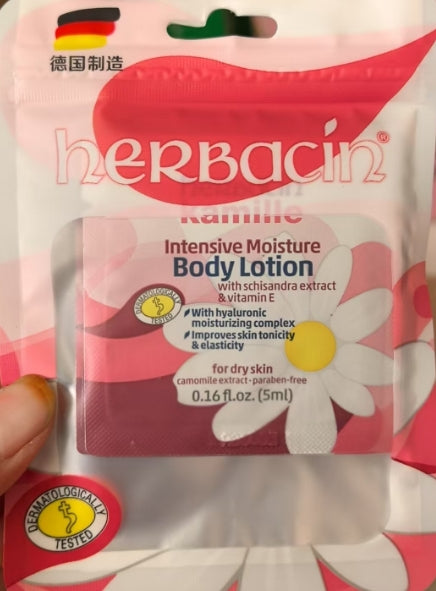 德国制造
herbacin®
kamille
Intensive Moisture
Body Lotion
with schisandra extract
& vitamin E
DERMATOLOGICALLY
TESTED
With hyaluronic
moisturizing complex
Improves skin tonicity
& elasticity
for dry skin
camomile extract·paraben-free
0.16 fl.oz. (5ml)
DERMATOLOGICALLY
TESTED